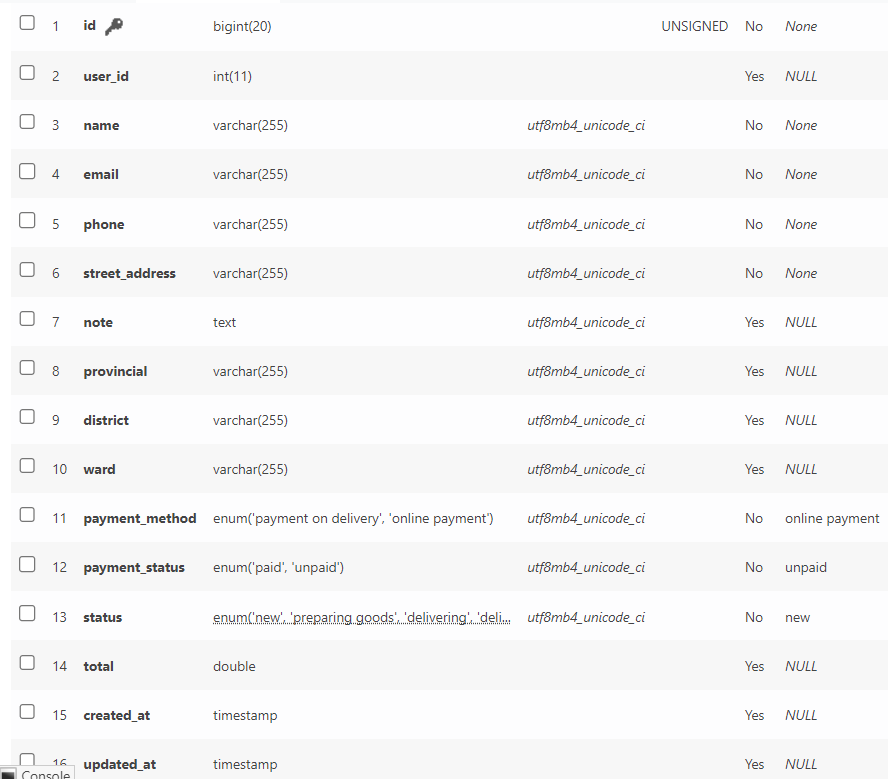 1 id bigint(20) UNSIGNED No None
2 user_id int(11) Yes NULL
3 name varchar(255) utf8mb4_unicode_ci No None
4 email varchar(255) utf8mb4_unicode_ci No None
5 phone varchar(255) utf8mb4_unicode_ci No None
6 street_address varchar(255) utf8mb4_unicode_ci No None
7 note text utf8mb4_unicode_ci Yes NULL
8 provincial varchar(255) utf8mb4_unicode_ci Yes NULL
9 district varchar(255) utf8mb4_unicode_ci Yes NULL
10 ward varchar(255) utf8mb4_unicode_ci Yes NULL
11 payment_method enum('payment on delivery', 'online payment') utf8mb4_unicode_ci No online payment
12 payment_status enum('paid', 'unpaid') utf8mb4_unicode_ci No unpaid
13 status enum('new', 'preparing goods', 'delivering', 'deli... utf8mb4_unicode_ci No new
14 total double Yes NULL
15 created_at timestamp Yes NULL
16 updated_at timestamp Yes NULL
Console